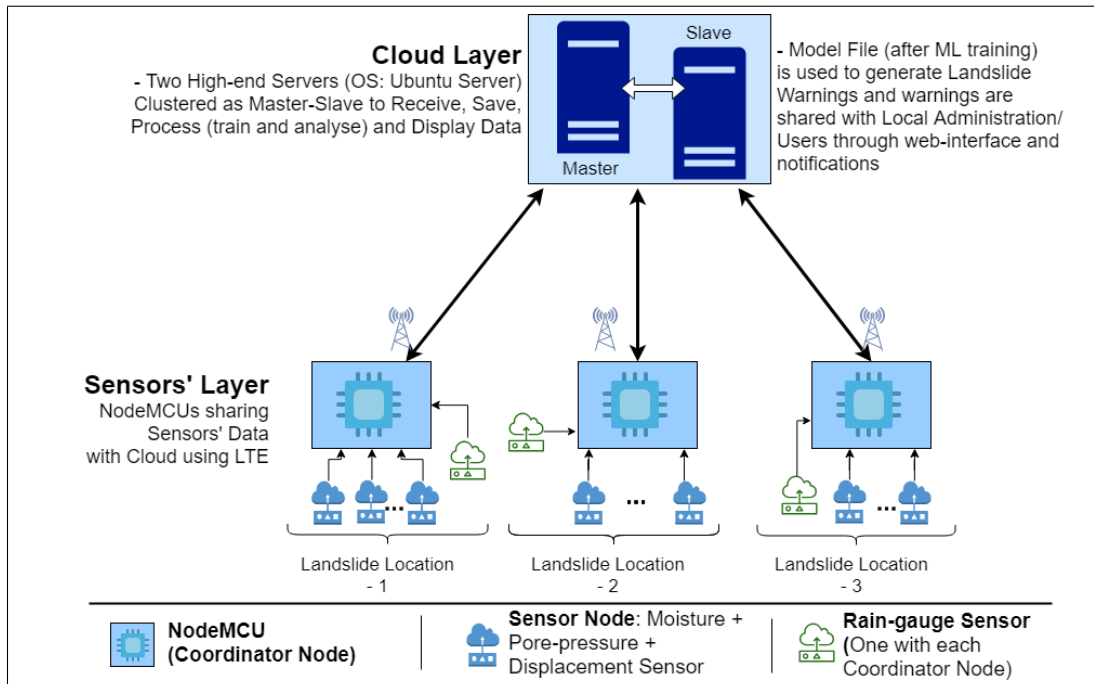 Cloud Layer
- Two High-end Servers (OS: Ubuntu Server)
Clustered as Master-Slave to Receive, Save,
Process (train and analyse) and Display Data
Slave
Master
- Model File (after ML training)
is used to generate Landslide
Warnings and warnings are
shared with Local Administration/
Users through web-interface and
notifications
Sensors' Layer
NodeMCUs sharing
Sensors' Data
with Cloud using LTE
...
...
...
Landslide Location
- 1
Landslide Location
- 2
Landslide Location
- 3
NodeMCU
(Coordinator Node)
Sensor Node: Moisture +
Pore-pressure +
Displacement Sensor
Rain-gauge Sensor
(One with each
Coordinator Node)